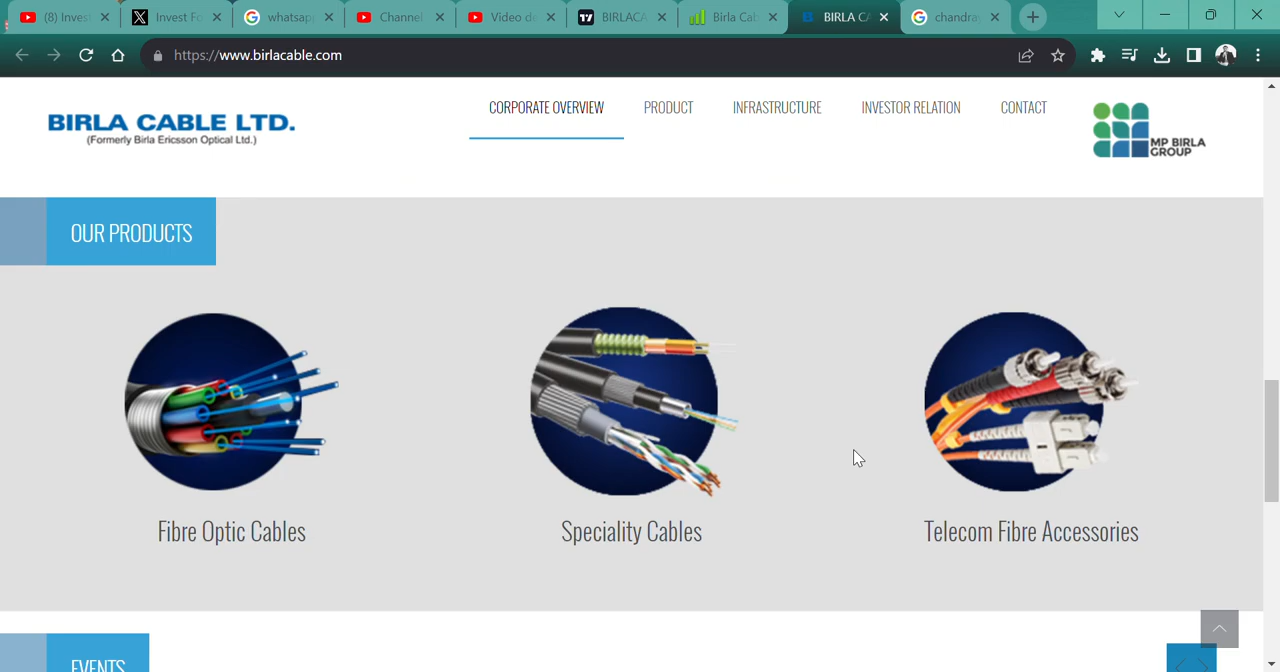 (8) Invest
Invest Fo
whatsap
Channel
Video de
BIRLACA
Birla Cab
BIRLA CA
chandra
https://www.birlacable.com
BIRLA CABLE LTD.
(Formerly Birla Ericsson Optical Ltd.)
CORPORATE OVERVIEW
PRODUCT
INFRASTRUCTURE
INVESTOR RELATION
CONTACT
MP BIRLA
GROUP
OUR PRODUCTS
Fibre Optic Cables
Speciality Cables
Telecom Fibre Accessories
EVENTS